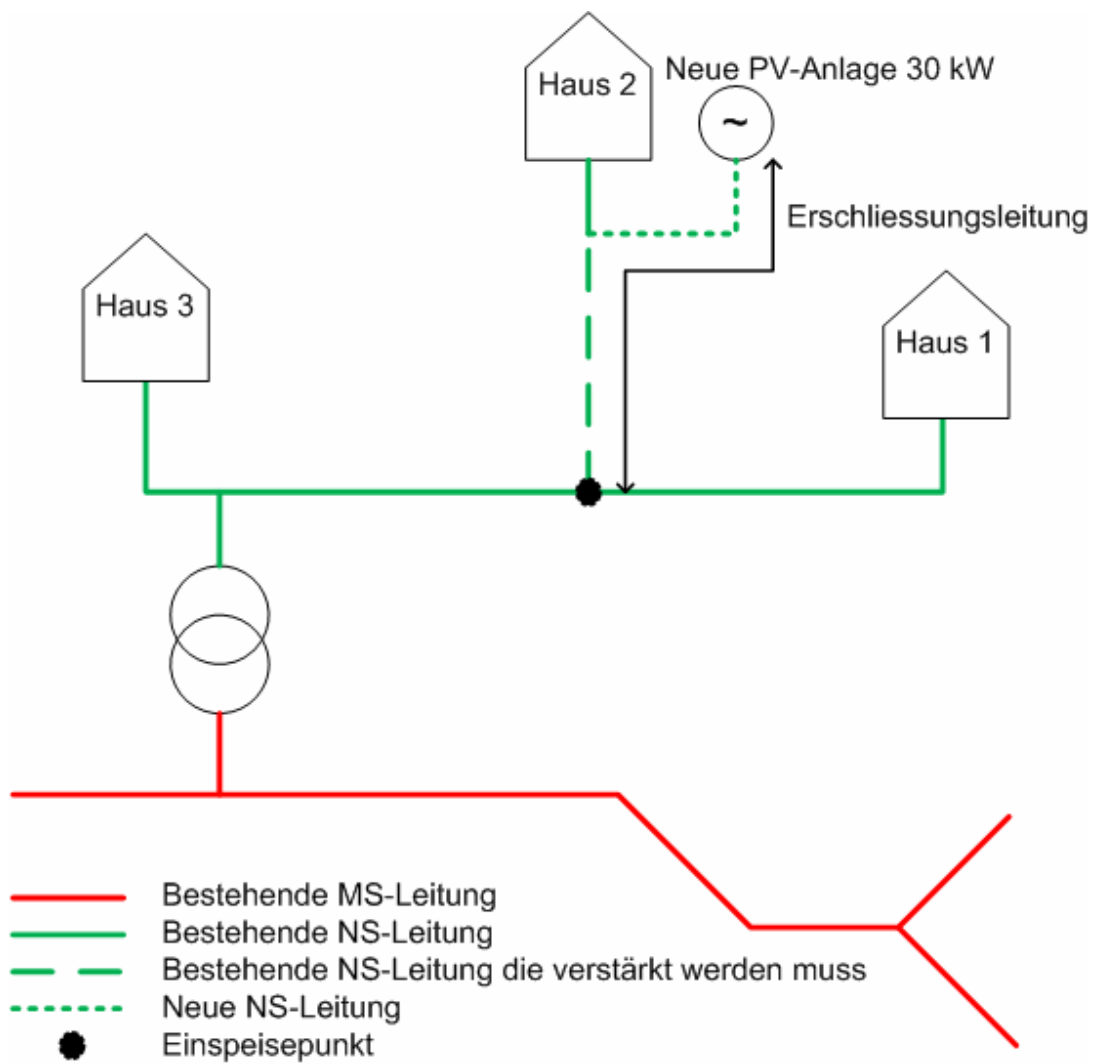 Haus 2
Neue PV-Anlage 30 kW
~
Erschliessungsleitung
Haus 3
Haus 1
Bestehende MS-Leitung
Bestehende NS-Leitung
Bestehende NS-Leitung die verstärkt werden muss
Neue NS-Leitung
Einspeisepunkt